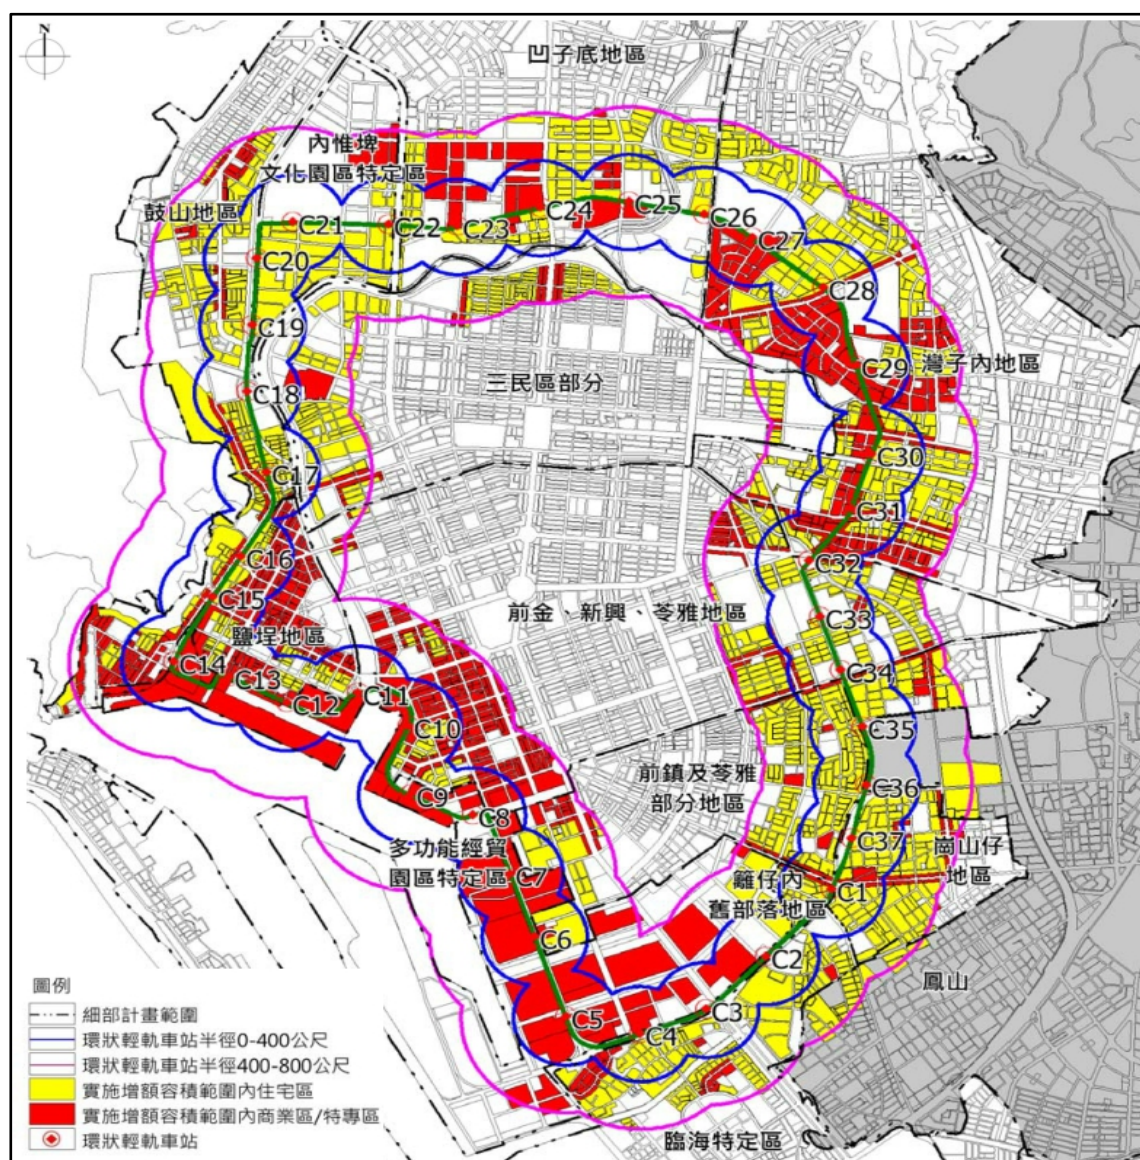 N
凹子底地區
內惟埤
文化園區特定區
鼓山地區
C21
C22
C23
C24
C25
C26
C27
C20
C28
C19
C29
灣子內地區
三民區部分
C18
C30
C17
C31
C16
C32
C15
前金、新興、苓雅地區
C33
鹽埕地區
C14
C13
C12
C11
C34
C10
C35
前鎮及苓雅
部分地區
C36
C9
C8
C37
崗山仔
地區
多功能經貿
園區特定區
C7
籬仔內
舊部落地區
C1
C6
C2
鳳山
C5
C4
C3
臨海特定區
圖例
細部計畫範圍
環狀輕軌車站半徑0-400公尺
環狀輕軌車站半徑400-800公尺
實施增額容積範圍內住宅區
實施增額容積範圍內商業區/特專區
環狀輕軌車站